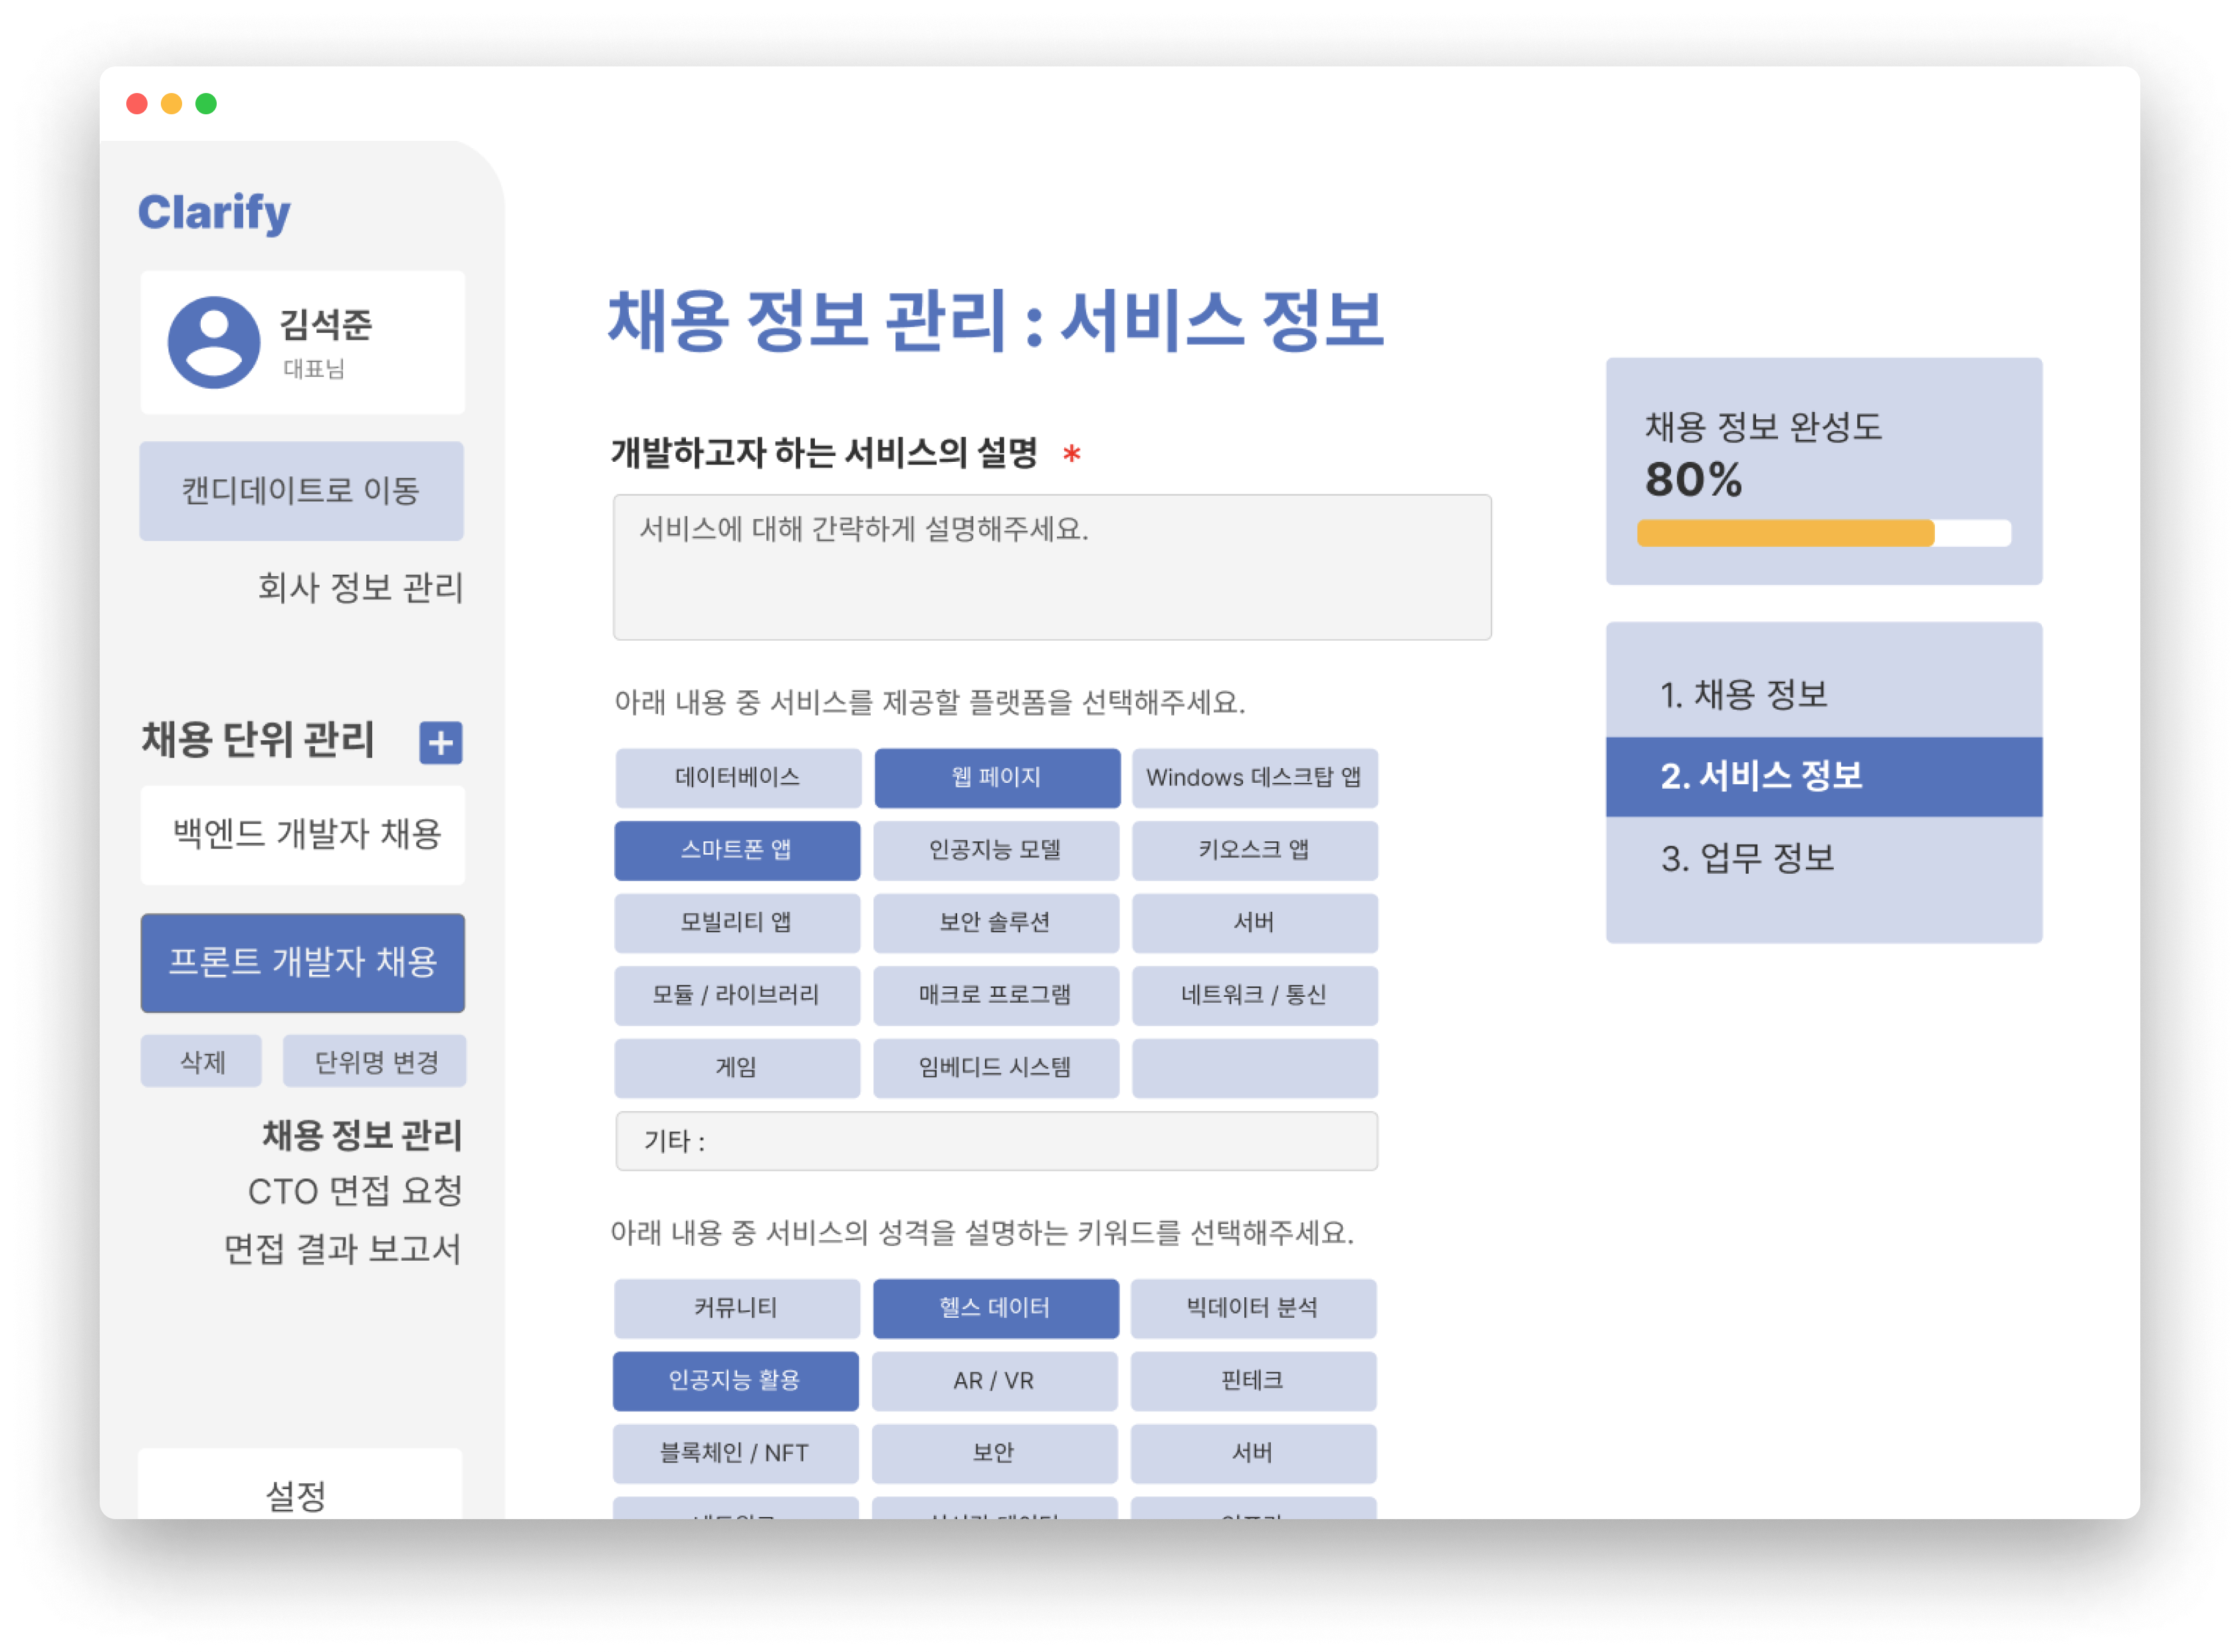 Clarify
김석준
대표님
캔디데이트로 이동
회사 정보 관리
채용 단위 관리
백엔드 개발자 채용
프론트 개발자 채용
삭제
단위명 변경
채용 정보 관리
CTO 면접 요청
면접 결과 보고서
설정
채용 정보 관리 : 서비스 정보
개발하고자 하는 서비스의 설명 *
서비스에 대해 간략하게 설명해주세요.
아래 내용 중 서비스를 제공할 플랫폼을 선택해주세요.
데이터베이스
웹 페이지
Windows 데스크탑 앱
스마트폰 앱
인공지능 모델
키오스크 앱
모빌리티 앱
보안 솔루션
서버
모듈 / 라이브러리
매크로 프로그램
네트워크 / 통신
게임
임베디드 시스템
기타 :
아래 내용 중 서비스의 성격을 설명하는 키워드를 선택해주세요.
커뮤니티
헬스 데이터
빅데이터 분석
인공지능 활용
AR / VR
핀테크
블록체인 / NFT
보안
서버
채용 정보 완성도
80%
1. 채용 정보
2. 서비스 정보
3. 업무 정보